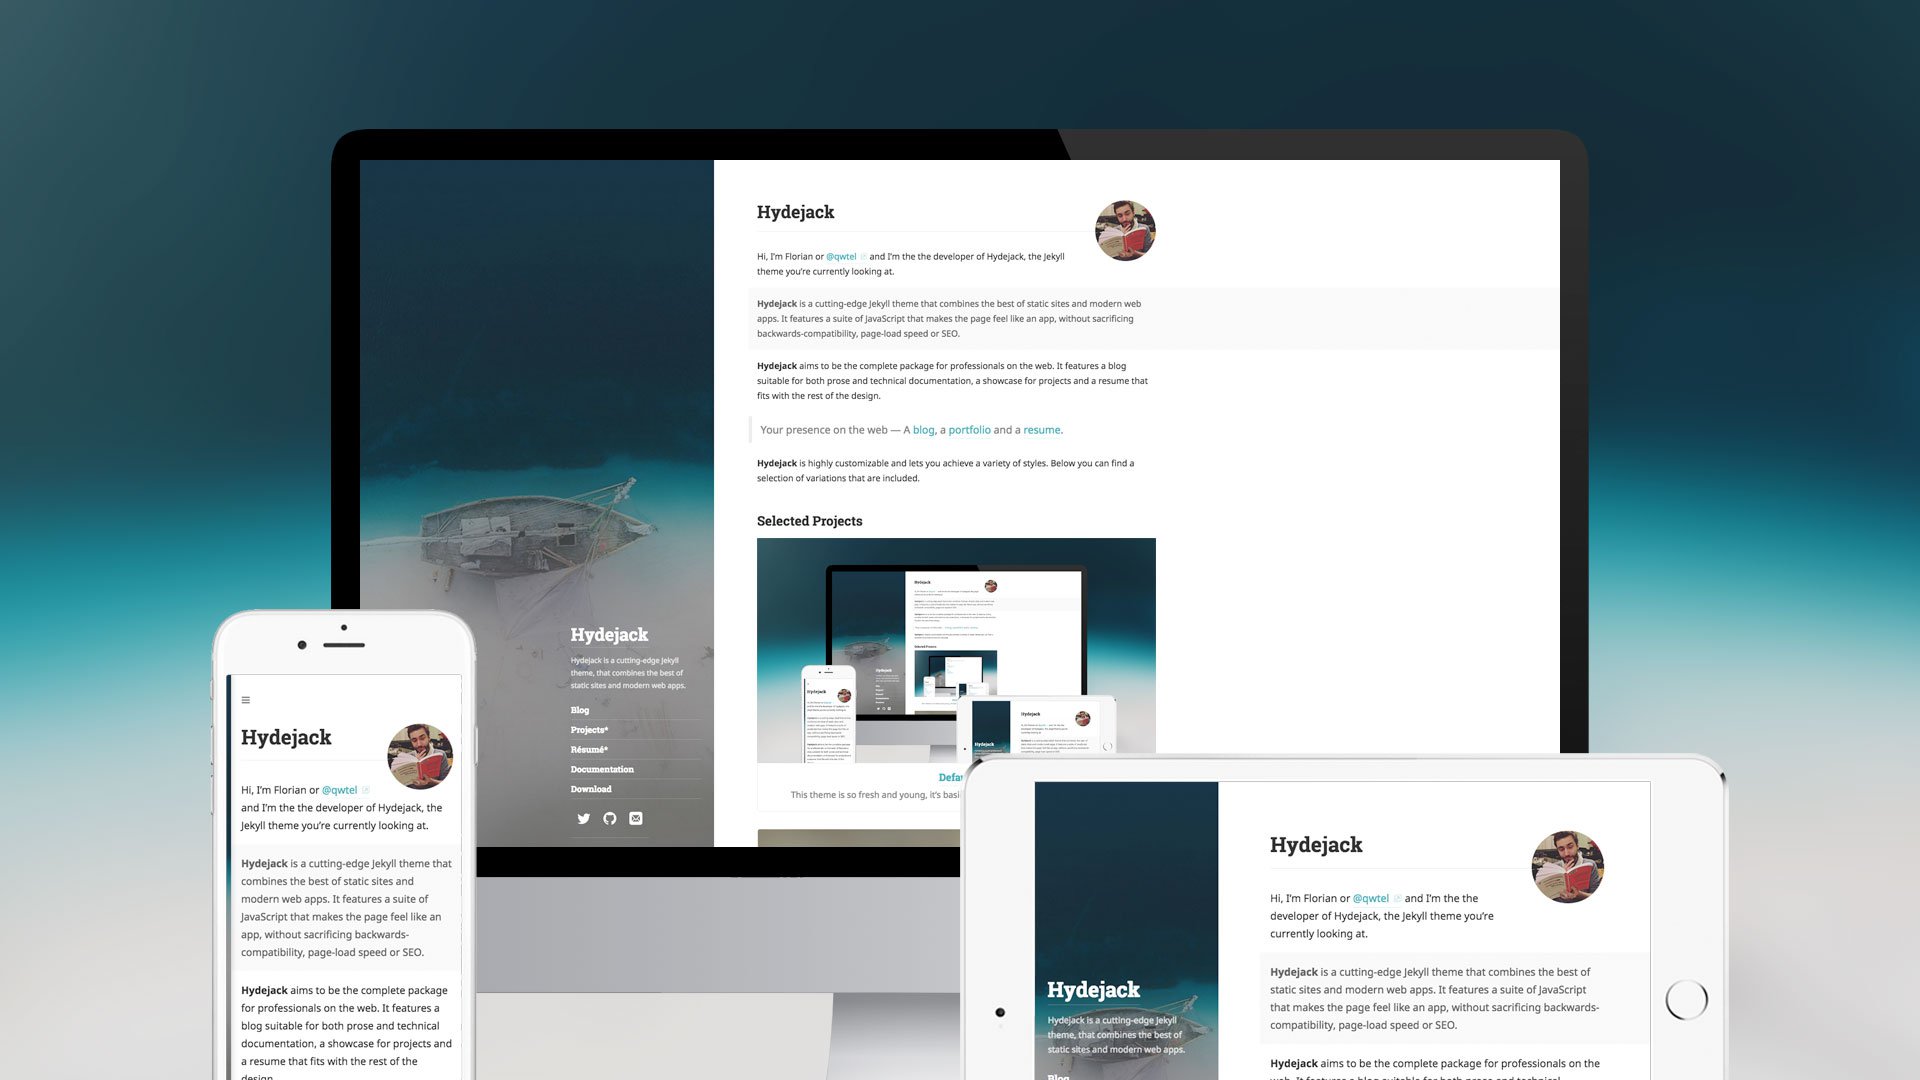 Hydejack
Hi, I'm Florian or @qwtel and I'm the the developer of Hydejack, the Jekyll
theme you're currently looking at.
Hydejack is a cutting-edge Jekyll theme that combines the best of static sites and modern web
apps. It features a suite of JavaScript that makes the page feel like an app, without sacrificing
backwards-compatibility, page-load speed or SEO.
Hydejack aims to be the complete package for professionals on the web. It features a blog
suitable for both prose and technical documentation, a showcase for projects and a resume that
fits with the rest of the design.
Your presence on the web — A blog, a portfolio and a resume.
Hydejack is highly customizable and lets you achieve a variety of styles. Below you can find a
selection of variations that are included.
Selected Projects
Hydejack
Hydejack
Hydejack
Hydejack
This theme is so fresh and young, it's
Hydejack
Hydejack is a cutting-edge Jekyll
theme, that combines the best of
static sites and modern web apps.
Blog
Projects*
Résumé*
Documentation
Download
Hydejack
Hi, I'm Florian or @qwtel
and I'm the the developer of Hydejack, the
Jekyll theme you're currently looking at.
Hydejack is a cutting-edge Jekyll theme that
combines the best of static sites and
modern web apps. It features a suite of
JavaScript that makes the page feel like an
app, without sacrificing backwards-
compatibility, page-load speed or SEO.
Hydejack aims to be the complete package
for professionals on the web. It features a
blog suitable for both prose and technical
documentation, a showcase for projects and
a resume that fits with the rest of the
design.
Hydejack
Hydejack is a cutting-edge Jekyll
theme, that combines the best of
static sites and modern web apps.
Blog
Hydejack
Hi, I'm Florian or @qwtel and I'm the the
developer of Hydejack, the Jekyll theme you're
currently looking at.
Hydejack is a cutting-edge Jekyll theme that combines the best of
static sites and modern web apps. It features a suite of JavaScript
that makes the page feel like an app, without sacrificing backwards-
compatibility, page-load speed or SEO.
Hydejack aims to be the complete package for professionals on the
web. It features a blog suitable for both prose and technical